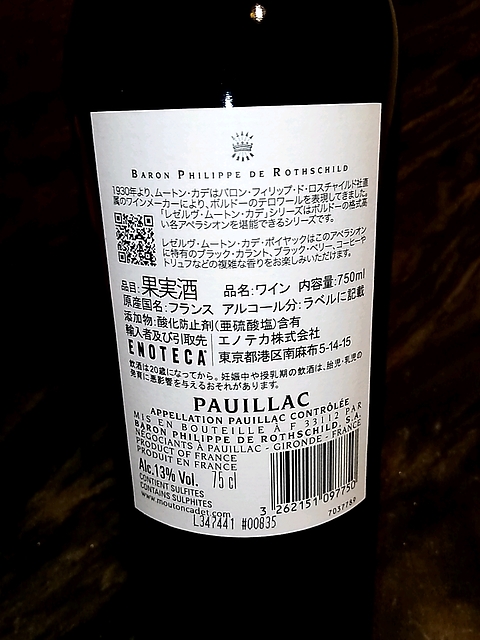 BARON PHILIPPE DE ROTHSCHILD
1930年より、ムートン・カデはバロン・フィリップ・ド・ロスチャイルド社直
属のワインメーカーにより、ボルドーのテロワールを表現してきました。
「レゼルヴ・ムートン・カデ」シリーズはボルドーの格式高
い各アペラシオンを堪能できるシリーズです。
レゼルヴ・ムートン・カデ・ポイヤックはこのアペラシオン
に特有のブラック・カラント、ブラック・ベリー、コーヒーや
トリュフなどの複雑な香りをお楽しみいただけます。
品目:果実酒 品名:ワイン 内容量:750ml
原産国名:フランス アルコール分:ラベルに記載
添加物:酸化防止剤(亜硫酸塩)含有
輸入者及び引取先 エノテカ株式会社
ENOTECA 東京都港区南麻布5-14-15
飲酒は20歳になってから。妊娠中や授乳期の飲酒は、胎児・乳児の
発育に悪影響を与えるおそれがあります。
PAUILLAC
APPELLATION PAUILLAC CONTRÔLÉE
MIS EN BOUTEILLE À F 33112 PAR
BARON PHILIPPE DE ROTHSCHILD, S.A.
NÉGOCIANTS À PAUILLAC - GIRONDE - FRANCE
PRODUCT OF FRANCE
PRODUIT EN FRANCE
Alc.13% Vol. 75 cl
CONTIENT SULFITES
CONTAINS SULPHITES
www.moutoncadet.com
3 262151 097750
7037789
L347441 #00835